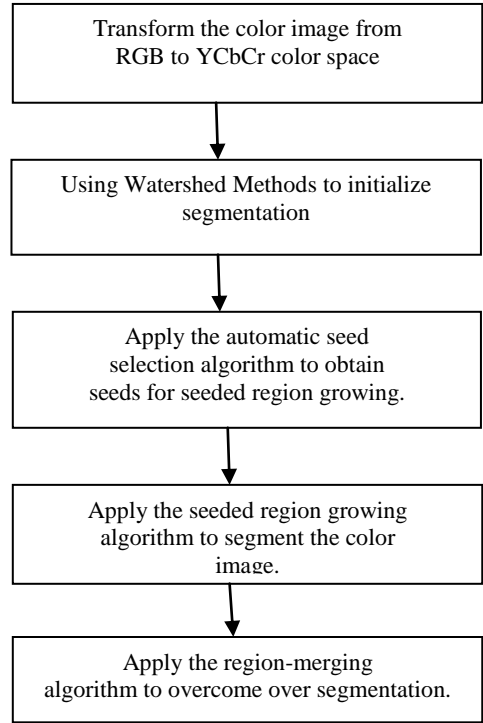 Transform the color image from
RGB to YCbCr color space
Using Watershed Methods to initialize
segmentation
Apply the automatic seed
selection algorithm to obtain
seeds for seeded region growing.
Apply the seeded region growing
algorithm to segment the color
image.
Apply the region-merging
algorithm to overcome over segmentation.